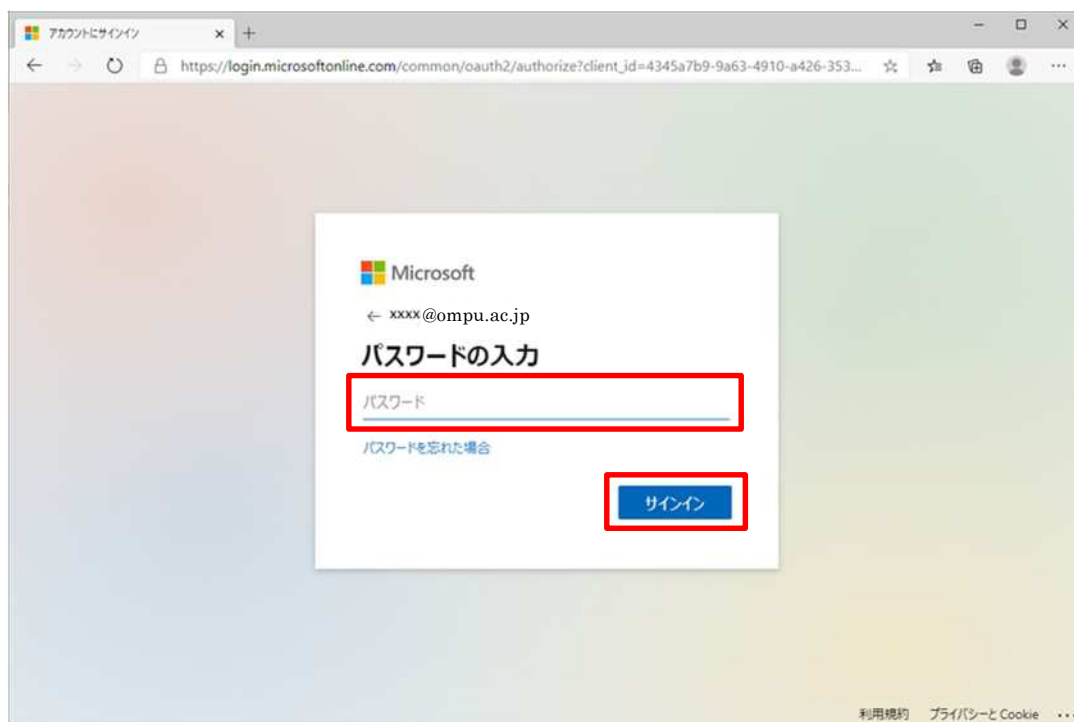 アカウントにサインイン
https://login.microsoftonline.com/common/oauth2/authorize?client_id=4345a7b9-9a63-4910-a426-353...
Microsoft
← xxxx@ompu.ac.jp
パスワードの入力
パスワード
パスワードを忘れた場合
サインイン
利用規約 プライバシーと Cookie ...